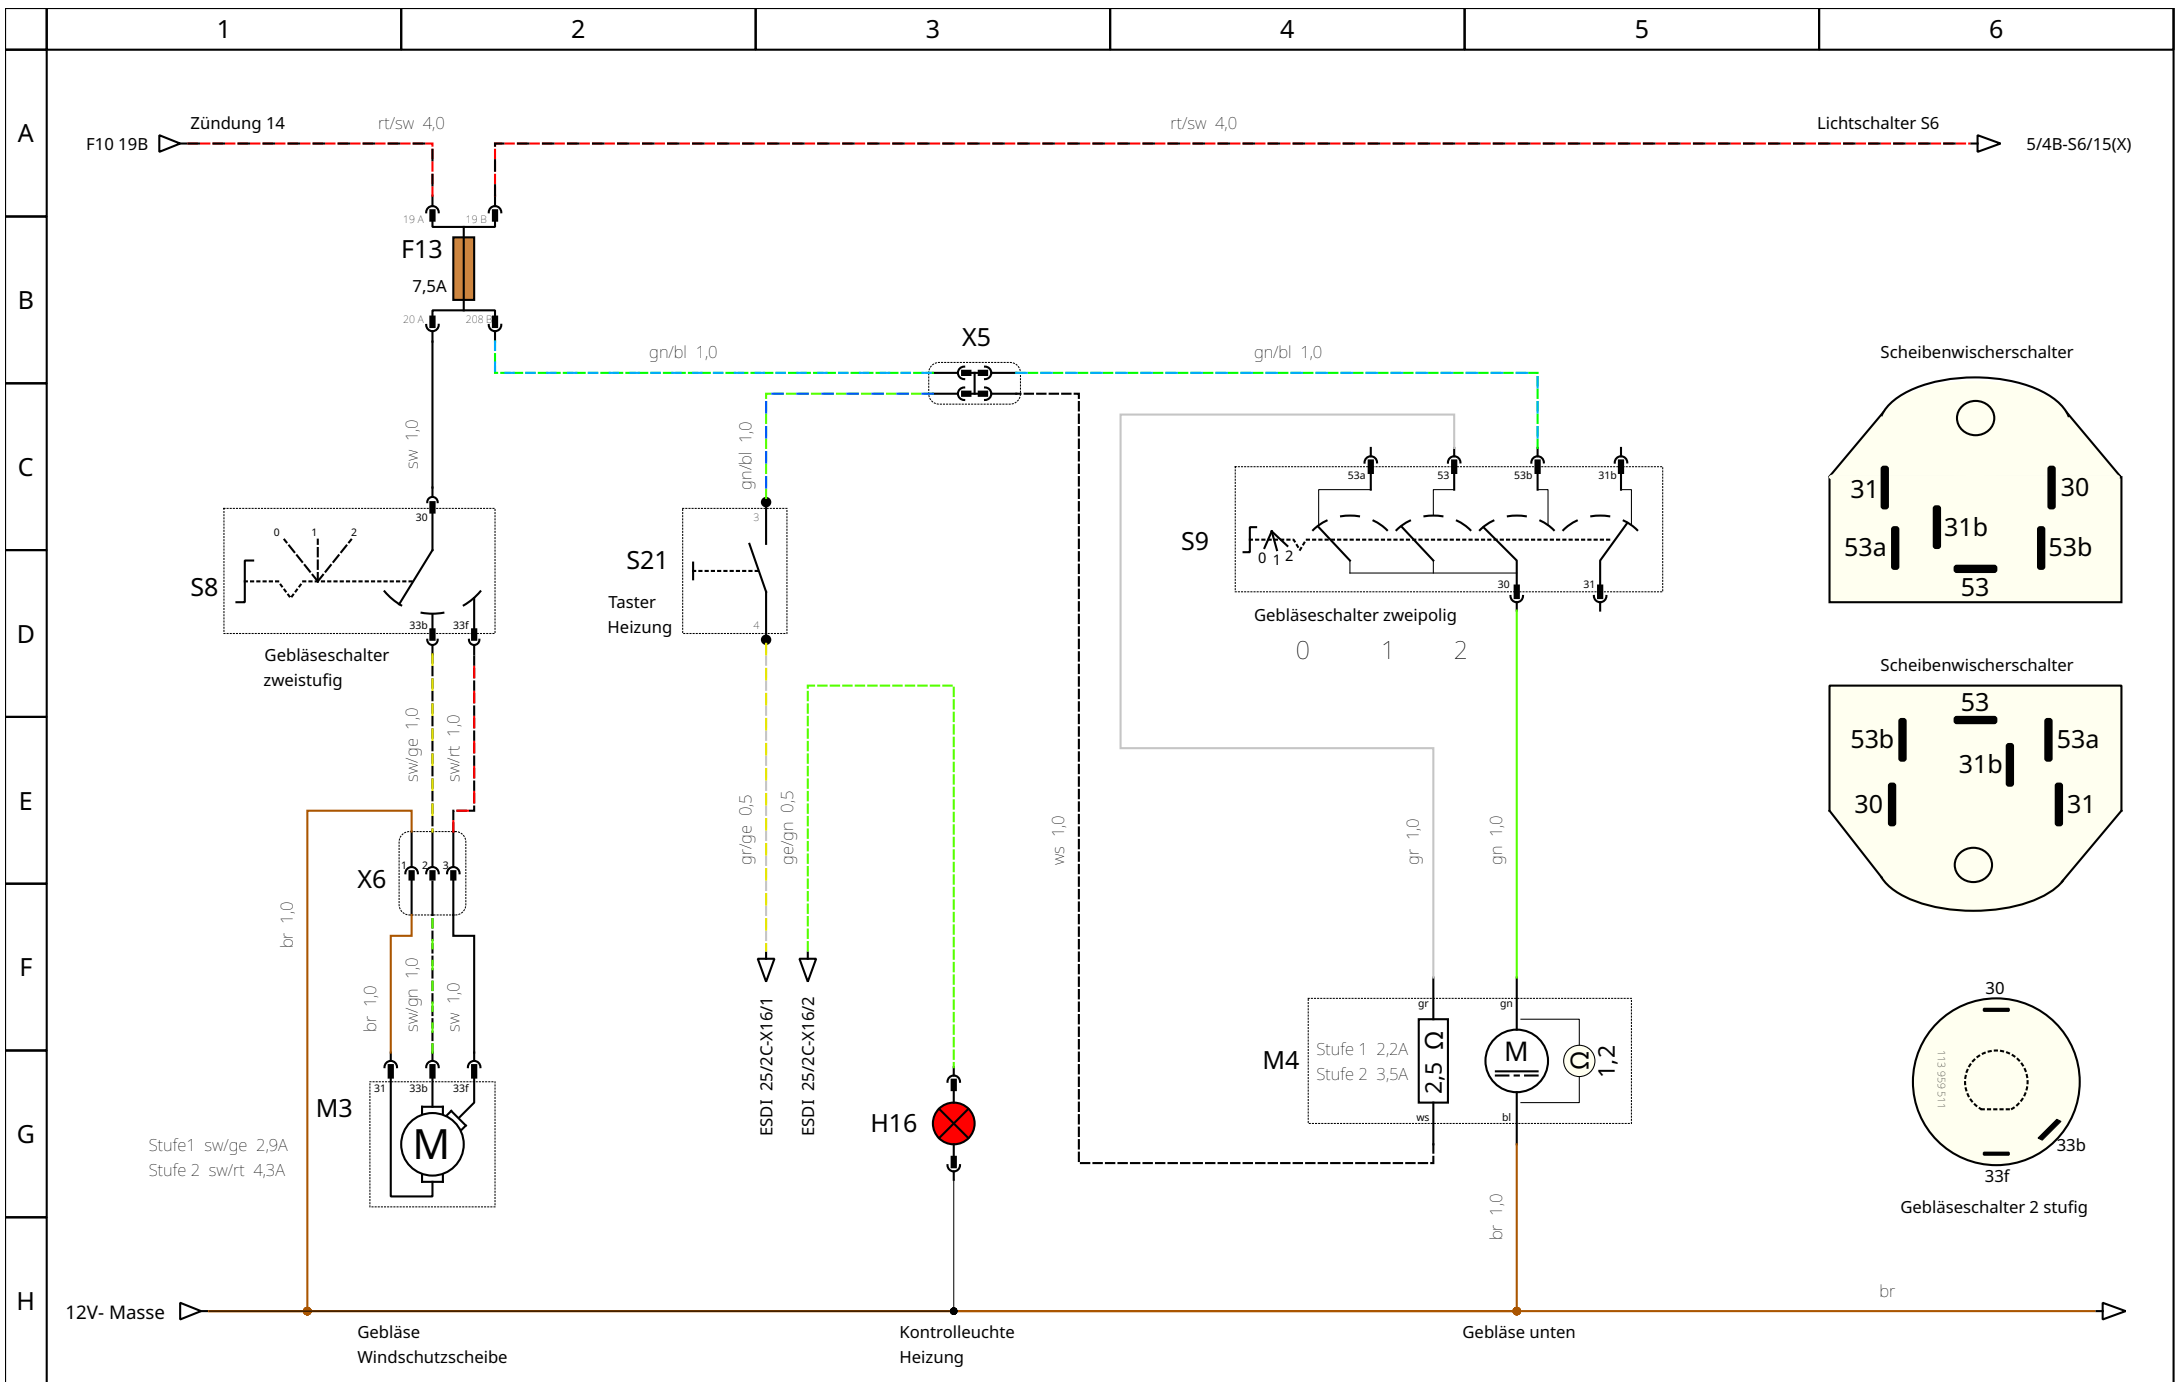 1 2 3 4 5 6
A
Zündung 14
rt/sw 4,0
rt/sw 4,0
Lichtschalter S6
F10 19B
5/4B-S6/15(X)
19 A
19 B
F13
B
7,5A
20 A
208 B
X5
gn/bl 1,0
gn/bl 1,0
Scheibenwischerschalter
sw 1,0
gn/bl 1,0
C
53a
53
53b
31b
31
30
31b
53a
53b
53
30
0 1 2
3
S8
S21
S9
0 1 2
30
31
Taster
Heizung
4
33b
33f
Gebläseschalter zweipolig
0 1 2
D
Gebläseschalter
zweistufig
Scheibenwischerschalter
53
53b
53a
31b
30
31
sw/ge 1,0
sw/rt 1,0
E
gr/ge 0,5
ge/gn 0,5
ws 1,0
gr 1,0
gn 1,0
1 2 3
X6
br 1,0
F
br 1,0
sw/gn 1,0
sw 1,0
ESDI 25/2C-X16/1
ESDI 25/2C-X16/2
30
gr
gn
M4
Stufe 1 2,2A
Stufe 2 3,5A
2,5 Ω
M
Ω
1,2
113 959 511
31
33b
33f
M3
M
H16
ws
bl
G
Stufe1 sw/ge 2,9A
Stufe 2 sw/rt 4,3A
33b
33f
Gebläseschalter 2 stufig
br 1,0
H
12V- Masse
br
Gebläse
Windschutzscheibe
Kontrolleuchte
Heizung
Gebläse unten